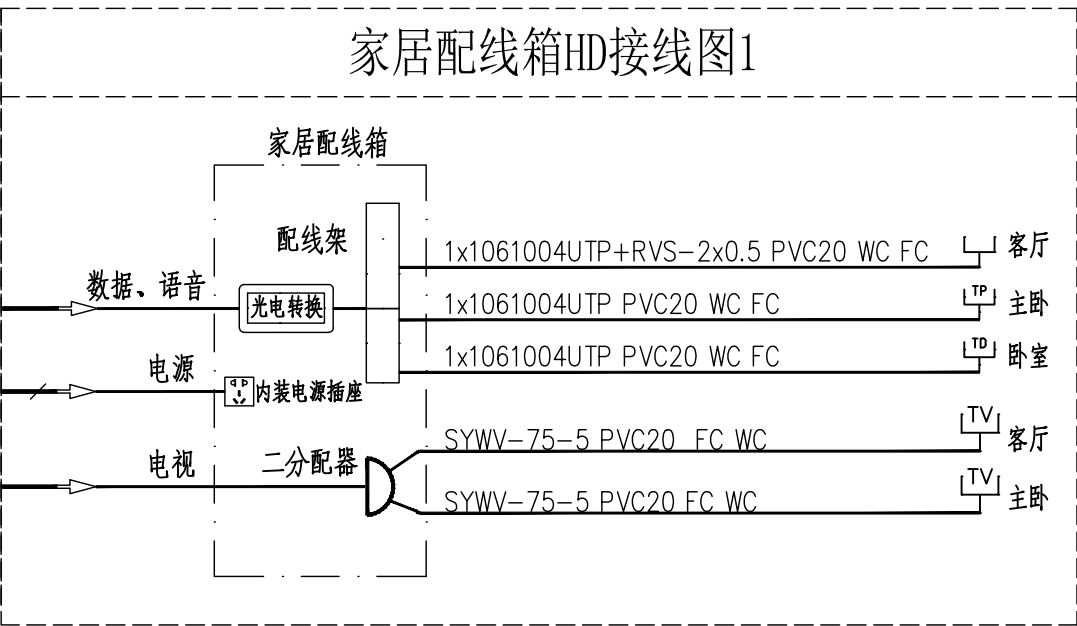 家居配线箱HD接线图1
家居配线箱
配线架
1x1061004UTP+RVS-2x0.5 PVC20 WC FC
客厅
数据、语音
光电转换
1x1061004UTP PVC20 WC FC
TP
主卧
1x1061004UTP PVC20 WC FC
TD
卧室
电源
内装电源插座
SYWV-75-5 PVC20 FC WC
TV
客厅
电视
二分配器
SYWV-75-5 PVC20 FC WC
TV
主卧